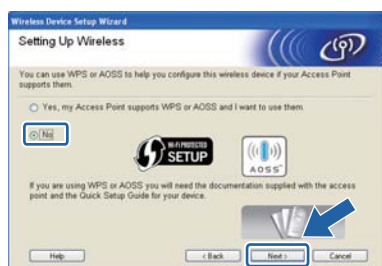 Wireless Device Setup Wizard
Setting Up Wireless
You can use WPS or AOSS to help you configure this wireless device if your Access Point
supports them.
Yes, my Access Point supports WPS or AOSS and I want to use them.
No
Wi-Fi PROTECTED
SETUP
AOSS
If you are using WPS or AOSS you will need the documentation supplied with the access
point and the Quick Setup Guide for your device.
Help
< Back
Next >
Cancel